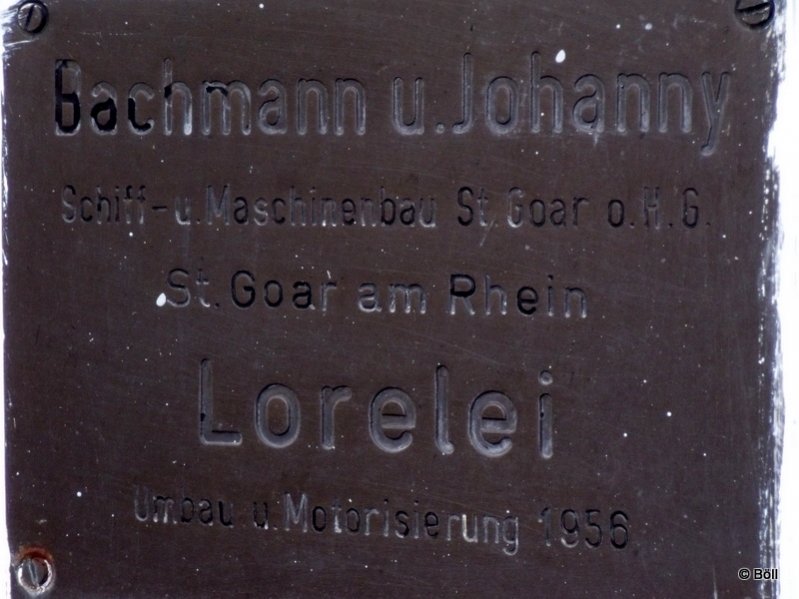 Bachmann u. Johanny
Schiff-u. Maschinenbau St. Goar o.H.G.
St. Goar am Rhein
Lorelei
Umbau u. Motorisierung 1956
© Böll